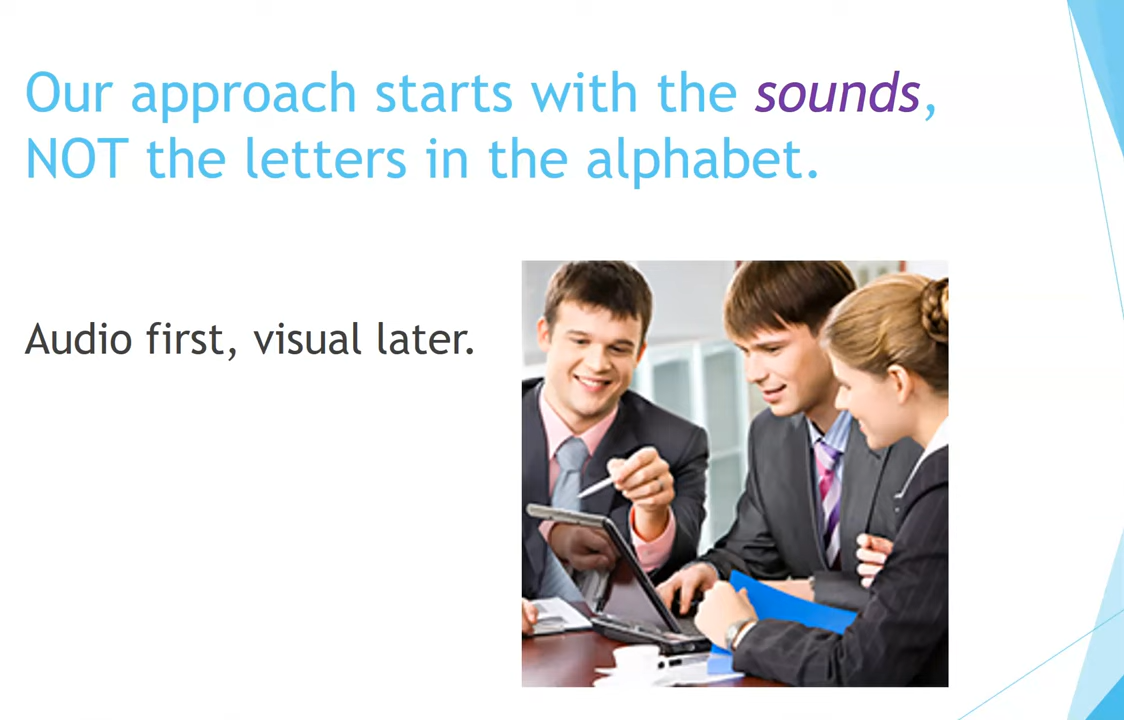 Our approach starts with the sounds,
NOT the letters in the alphabet.
Audio first, visual later.